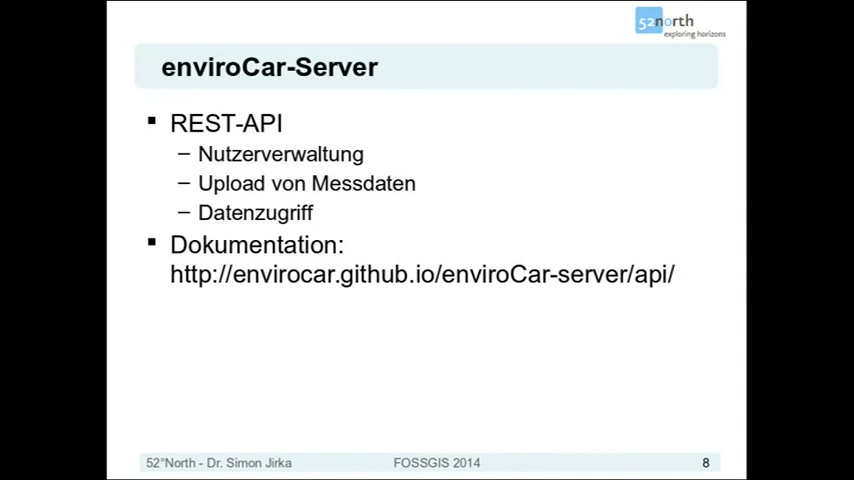 52north
exploring horizons
enviroCar-Server
▪ REST-API
– Nutzerverwaltung
– Upload von Messdaten
– Datenzugriff
▪ Dokumentation:
http://envirocar.github.io/enviroCar-server/api/
52°North - Dr. Simon Jirka FOSSGIS 2014 8